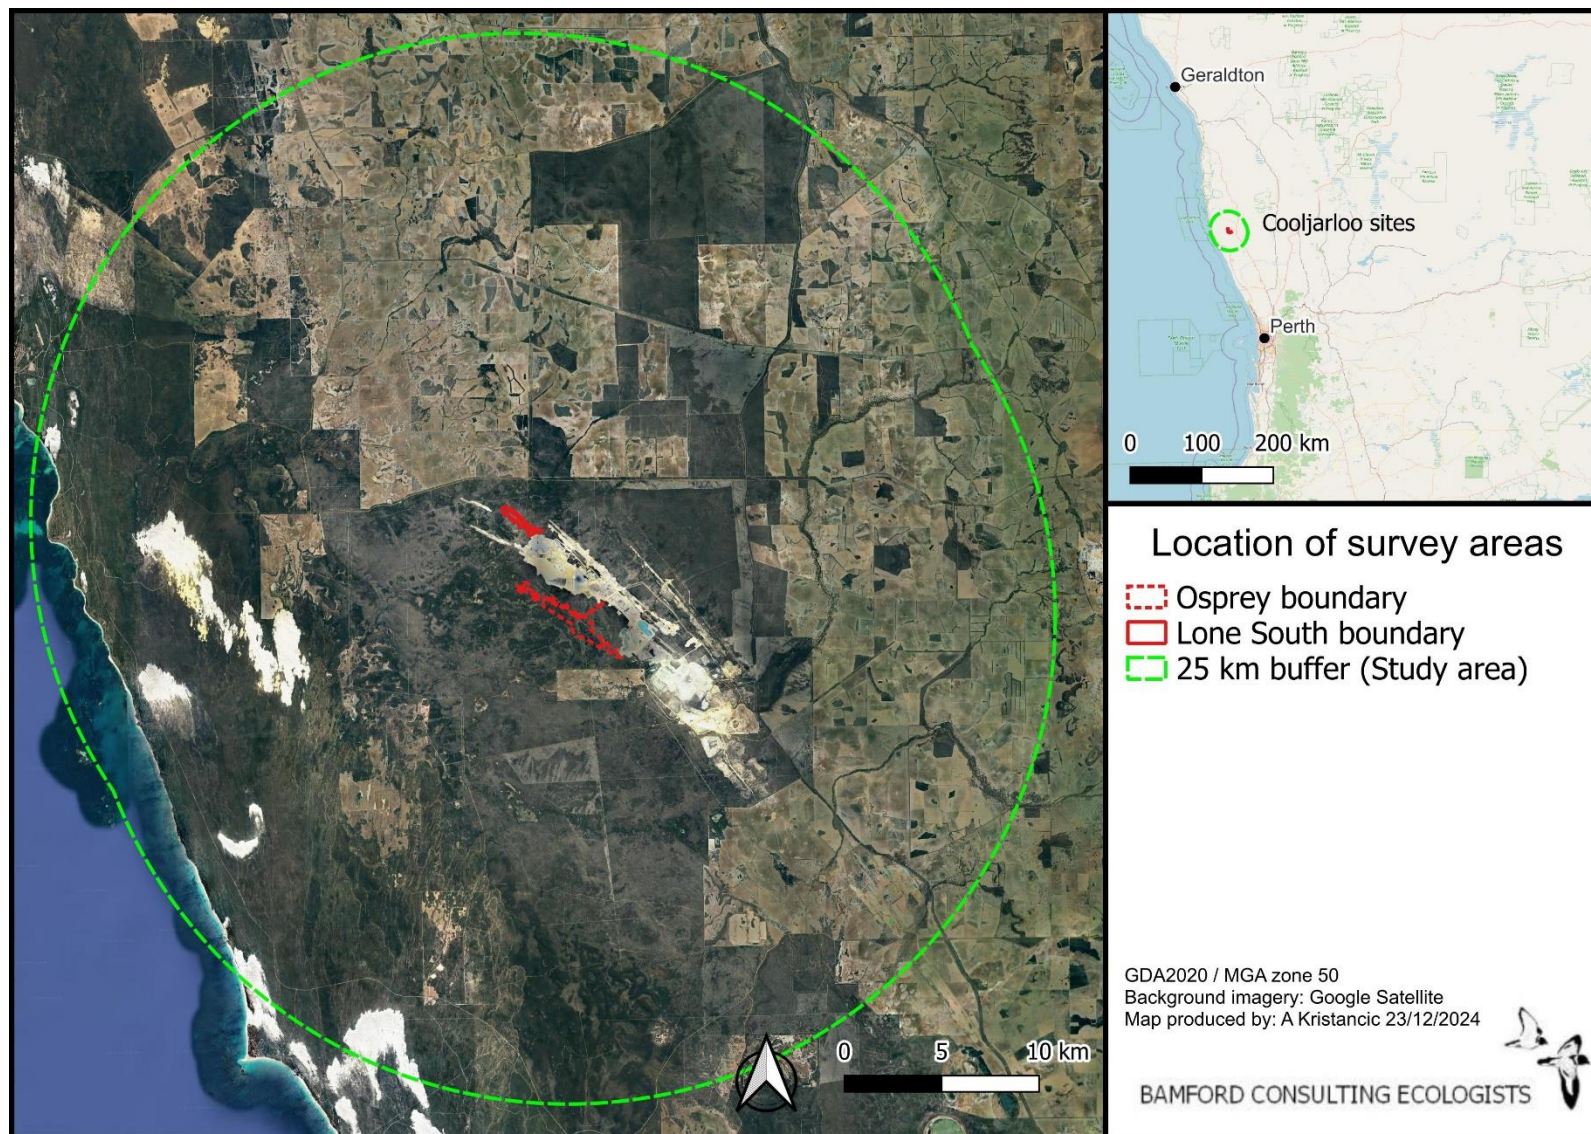 Geraldton
Cooljarloo sites
Perth
0 100 200 km
Location of survey areas
Osprey boundary
Lone South boundary
25 km buffer (Study area)
0 5 10 km
GDA2020 / MGA zone 50
Background imagery: Google Satellite
Map produced by: A Kristancic 23/12/2024
BAMFORD CONSULTING ECOLOGISTS